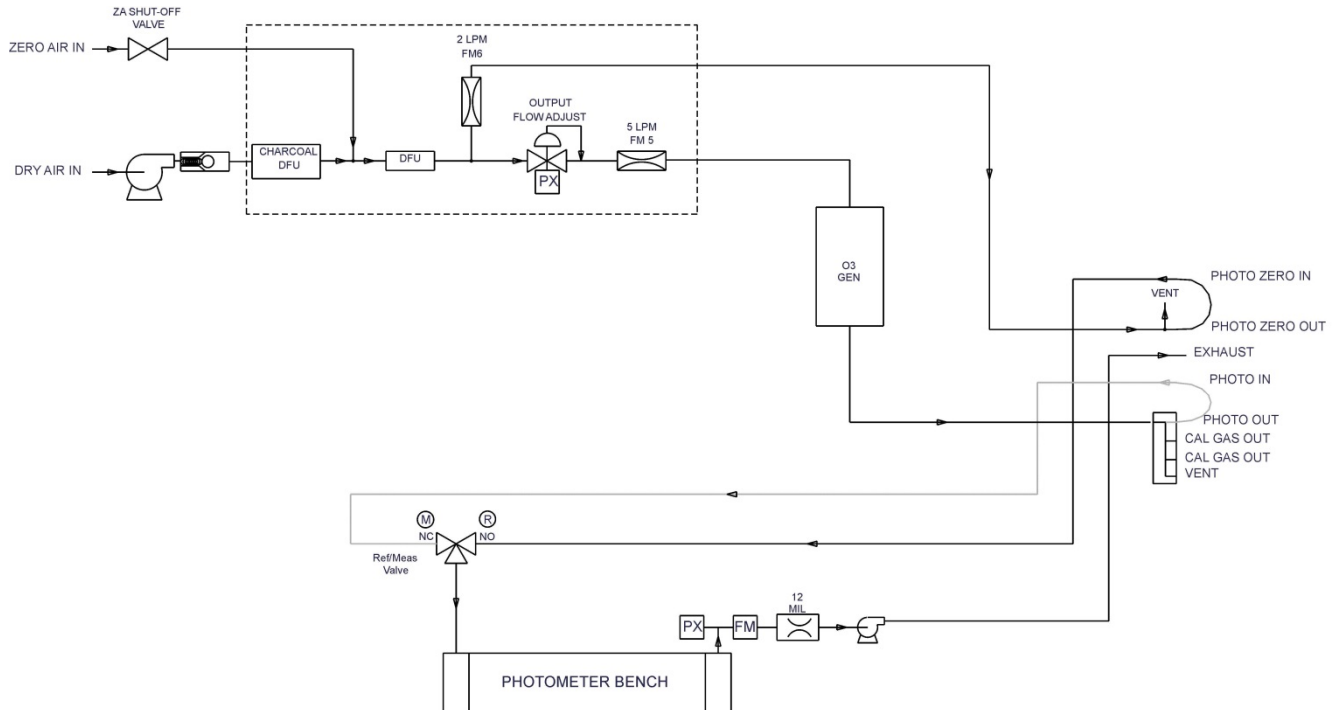 ZA SHUT-OFF
VALVE
ZERO AIR IN
2 LPM
FM6
OUTPUT
FLOW ADJUST
5 LPM
FM 5
CHARCOAL
DFU
DFU
DRY AIR IN
PX
O3
GEN
PHOTO ZERO IN
VENT
PHOTO ZERO OUT
EXHAUST
PHOTO IN
PHOTO OUT
CAL GAS OUT
CAL GAS OUT
VENT
M
R
NC
NO
Ref/Meas
Valve
12
MIL
PX
FM
PHOTOMETER BENCH